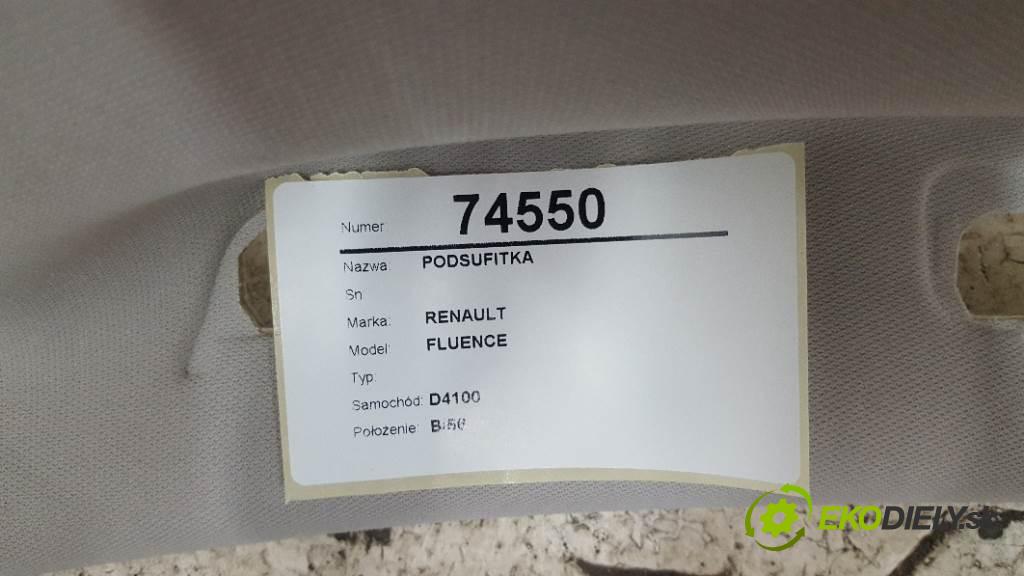 Numer: 74550
Nazwa: PODSUFITKA
Sn
Marka: RENAULT
Model: FLUENCE
Typ:
Samochód: D4100
Położenie:
EKODIELY.sk